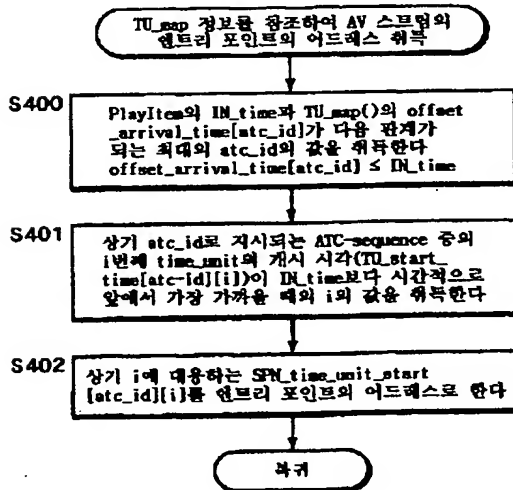 TU_map 정보를 참조하여 AV 스트림의
엔트리 포인트의 어드레스 취득
S400
PlayItem의 IN_time과 TU_map()의 offset
_arrival_time[atc_id]가 다음 관계가
되는 최대의 atc_id의 값을 취득한다
offset_arrival_time[atc_id] ≤ IN_time
S401
상기 atc_id로 지시되는 ATC-sequence 중의
i번째 time_unit의 개시 시각(TU_start_
time[atc-id][i])이 IN_time보다 시간적으로
앞에서 가장 가까울 때의 i의 값을 취득한다
S402
상기 i에 대응하는 SPN_time_unit_start
[atc_id][i]를 엔트리 포인트의 어드레스로 한다
복귀